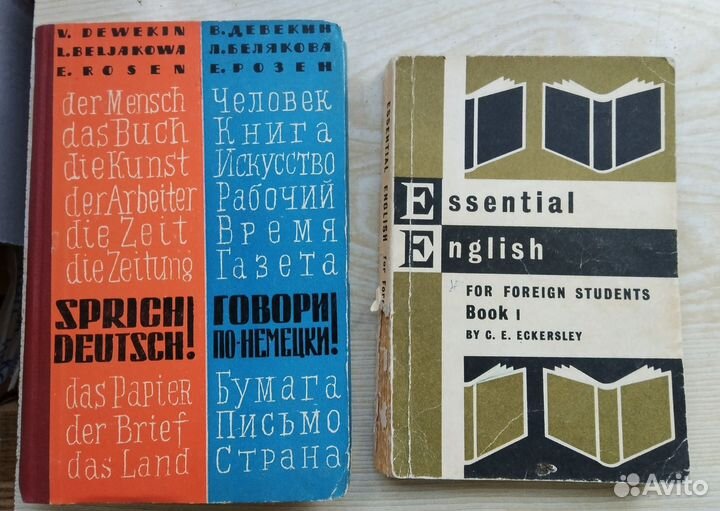 V. DEWEKIN
L. BELJAKOWA
E. ROSEN
der Mensch
das Buch
die Kunst
der Arbeiter
die Zeit
die Zeitung
SPRICH
DEUTSCH!
das Papier
der Brief
das Land
В. ДЕВЕКИН
Л. БЕЛЯКОВА
Е. РОЗЕН
Человек
Книга
Искусство
Рабочий
Время
Газета
ГОВОРИ
ПО-НЕМЕЦКИ!
Бумага
Письмо
Страна
ESSENTIAL ENGLISH for
Essential
English
FOR FOREIGN STUDENTS
Book I
BY C. E. ECKERSLEY
Avito